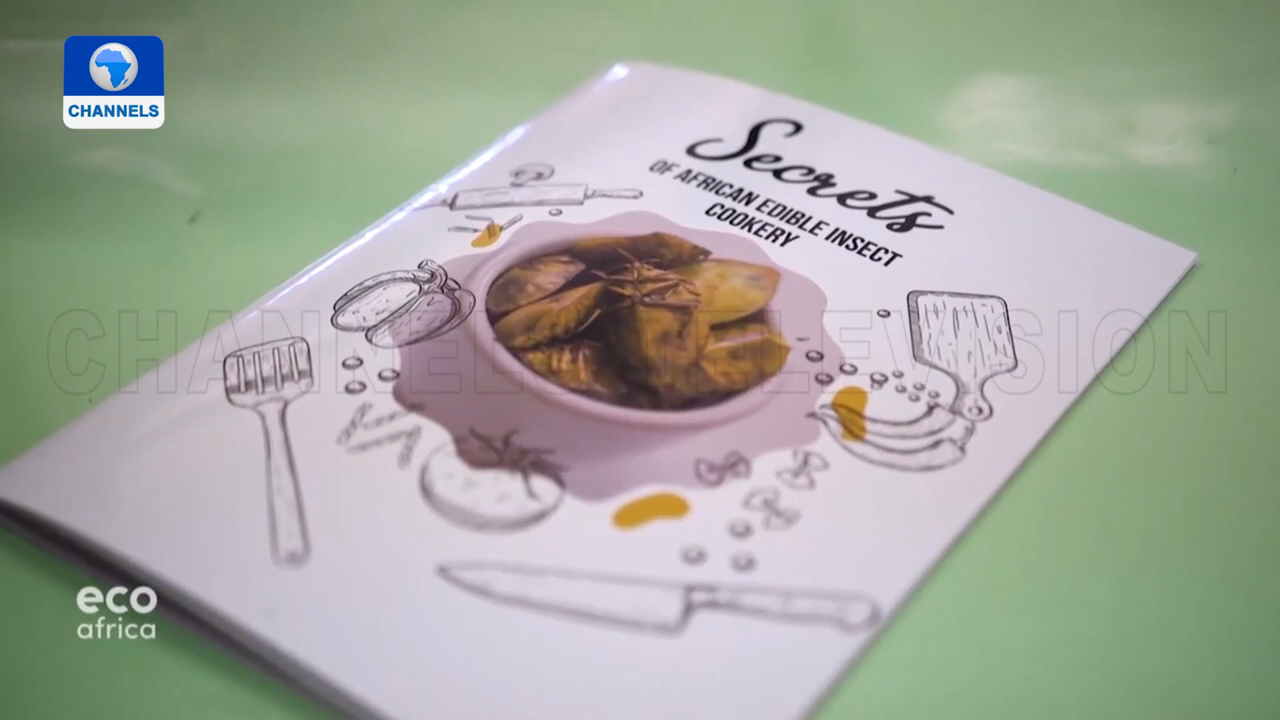 CHANNELS
Secrets
OF AFRICAN EDIBLE INSECT
COOKERY
CHANNELS TELEVISION
eco
africa